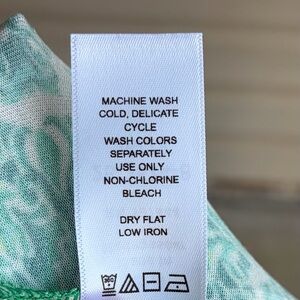 MACHINE WASH
COLD, DELICATE
CYCLE
WASH COLORS
SEPARATELY
USE ONLY
NON-CHLORINE
BLEACH
DRY FLAT
LOW IRON